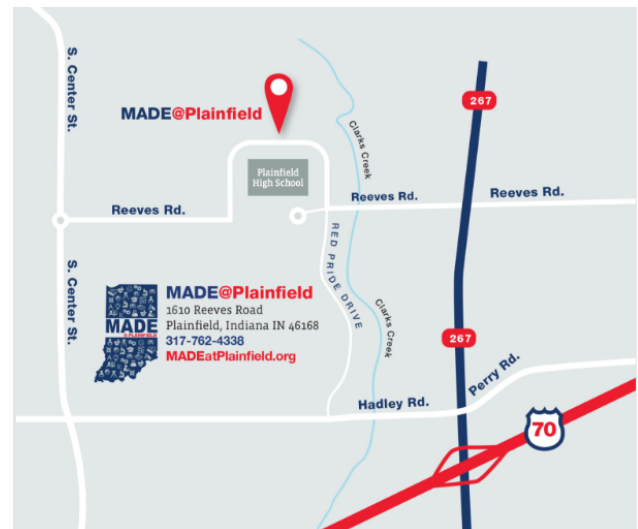 S. Center St.
MADE@Plainfield
267
Clarks Creek
Plainfield
High School
Reeves Rd.
Reeves Rd.
Reeves Rd.
RED PRIDE DRIVE
S. Center St.
MADE
MADE@Plainfield
1610 Reeves Road
Plainfield, Indiana IN 46168
317-762-4338
MADEatPlainfield.org
Clarks Creek
267
Hadley Rd.
Perry Rd.
70